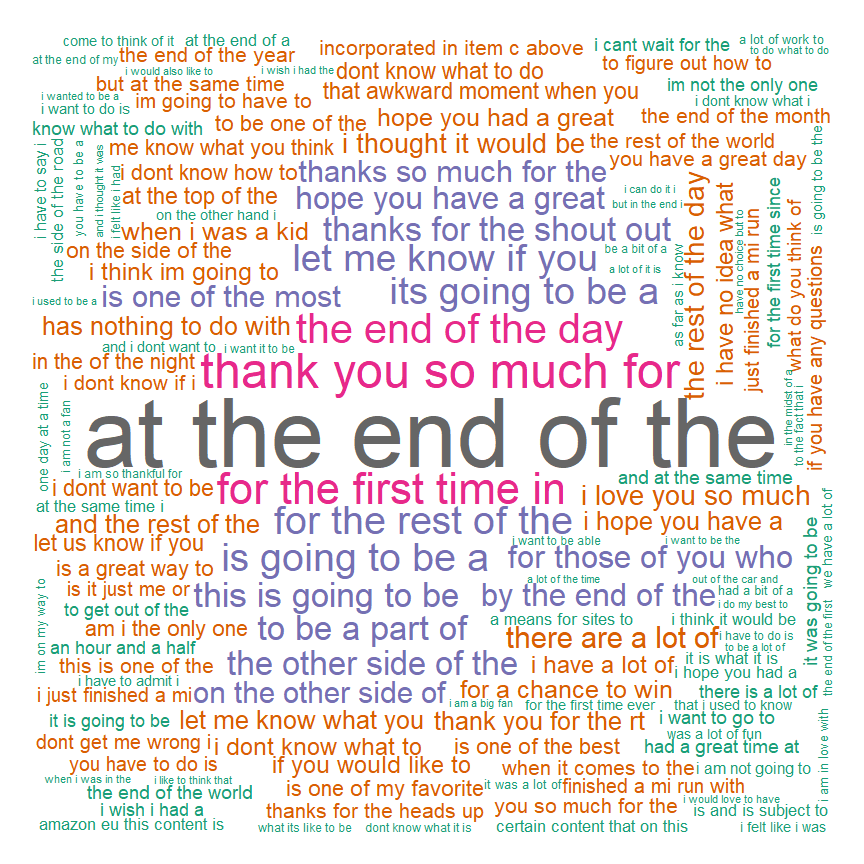 come to think of it
at the end of a
incorporated in item c above
i cant wait for the
a lot of work to
to do what to do
at the end of my
the end of the year
i would also like to
i wish i had the
dont know what to do
to figure out how to
but at the same time
that awkward moment when you
im not the only one
i wanted to be a
i want to do is
im going to have to
i dont know what i
know what to do with
to be one of the
hope you had a great
the end of the month
me know what you think
i thought it would be
the rest of the world
i have to say i
the side of the road
you have to be a
and i thought it was
i felt like i had
i dont know how to
thanks so much for the
you have a great day
is going to be the
at the top of the
hope you have a great
i can do it i
but in the end i
the rest of the day
i have no idea what
have no choice but to
just finished a mi run
for the first time since
what do you think of
if you have any questions
on the other hand i
when i was a kid
thanks for the shout out
on the side of the
let me know if you
be a bit of a
a lot of it is
as far as i know
i think im going to
i used to be a
is one of the most
its going to be a
has nothing to do with
the end of the day
and i dont want to
i want it to be
in the of the night
i dont know if i
thank you so much for
in the midst of a
to the fact that i
one day at a time
i am not a fan
at the end of the
i am so thankful for
and at the same time
i dont want to be
for the first time in
i love you so much
at the same time i
and the rest of the
for the rest of the
i hope you have a
it was going to be
we have a lot of
let us know if you
i want to be able
i want to be the
is going to be a
for those of you who
is a great way to
a lot of the time
out of the car and
is it just me or
this is going to be
by the end of the
had a bit of a
i do my best to
im on my way to
to get out of the
a means for sites to
i think it would be
am i the only one
to be a part of
there are a lot of
i have to do is
to be a lot of
the end of the first
an hour and a half
this is one of the
the other side of the
i have a lot of
it is what it is
i hope you had a
i have to admit i
i just finished a mi
on the other side of
for a chance to win
there is a lot of
i am a big fan
for the first time ever
that i used to know
it is going to be
let me know what you
thank you for the rt
i want to go to
i am in love with
was a lot of fun
dont get me wrong i
i dont know what to
is one of the best
had a great time at
you have to do is
if you would like to
when it comes to the
i am not going to
when i was in the
i like to think that
it was a lot of
finished a mi run with
the end of the world
is one of my favorite
i would love to have
i wish i had a
thanks for the heads up
you so much for the
is and is subject to
amazon eu this content is
what its like to be
dont know what it is
certain content that on this
i felt like i was